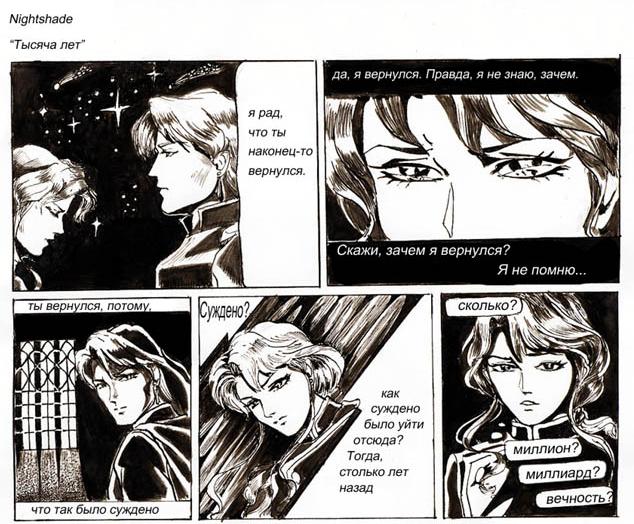 Nightshade
“Тысяча лет”
я рад,
что ты
наконец-то
вернулся.
да, я вернулся. Правда, я не знаю, зачем.
Скажи, зачем я вернулся?
Я не помню...
ты вернулся, потому,
что так было суждено
Суждено?
как
суждено
было уйти
отсюда?
Тогда,
столько лет
назад
сколько?
миллион?
миллиард?
вечность?